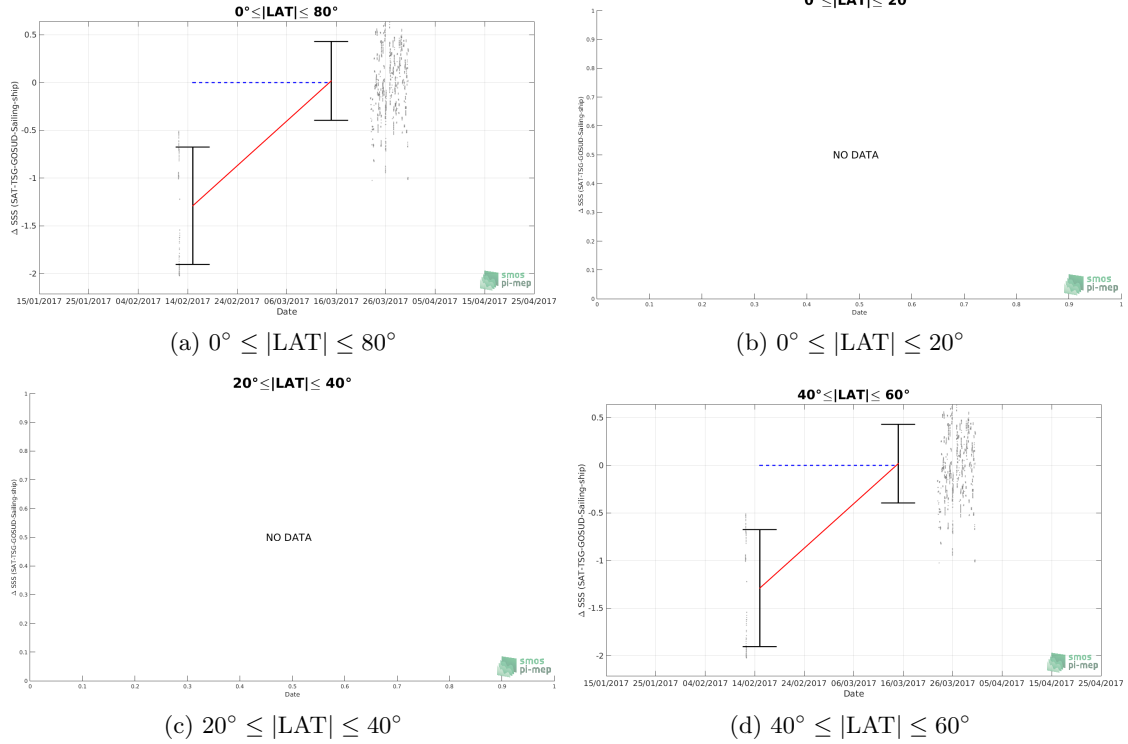 0°≤|LAT|≤ 80°
Δ SSS (SAT-TSG-GOSUD-Sailing-ship)
0.5
0
-0.5
-1
-1.5
-2
15/01/2017 25/01/2017 04/02/2017 14/02/2017 24/02/2017 06/03/2017 16/03/2017 26/03/2017 05/04/2017 15/04/2017 25/04/2017
Date
smos
pi-mep
(a) 0° ≤ |LAT| ≤ 80°
0°≤|LAT|≤ 20°
Δ SSS (SAT-TSG-GOSUD-Sailing-ship)
1
0.9
0.8
0.7
0.6
0.5
0.4
0.3
0.2
0.1
0
NO DATA
0 0.1 0.2 0.3 0.4 0.5 0.6 0.7 0.8 0.9 1
Date
smos
pi-mep
(b) 0° ≤ |LAT| ≤ 20°
20°≤|LAT|≤ 40°
Δ SSS (SAT-TSG-GOSUD-Sailing-ship)
1
0.9
0.8
0.7
0.6
0.5
0.4
0.3
0.2
0.1
0
NO DATA
0 0.1 0.2 0.3 0.4 0.5 0.6 0.7 0.8 0.9 1
Date
smos
pi-mep
(c) 20° ≤ |LAT| ≤ 40°
40°≤|LAT|≤ 60°
Δ SSS (SAT-TSG-GOSUD-Sailing-ship)
0.5
0
-0.5
-1
-1.5
-2
15/01/2017 25/01/2017 04/02/2017 14/02/2017 24/02/2017 06/03/2017 16/03/2017 26/03/2017 05/04/2017 15/04/2017 25/04/2017
Date
smos
pi-mep
(d) 40° ≤ |LAT| ≤ 60°